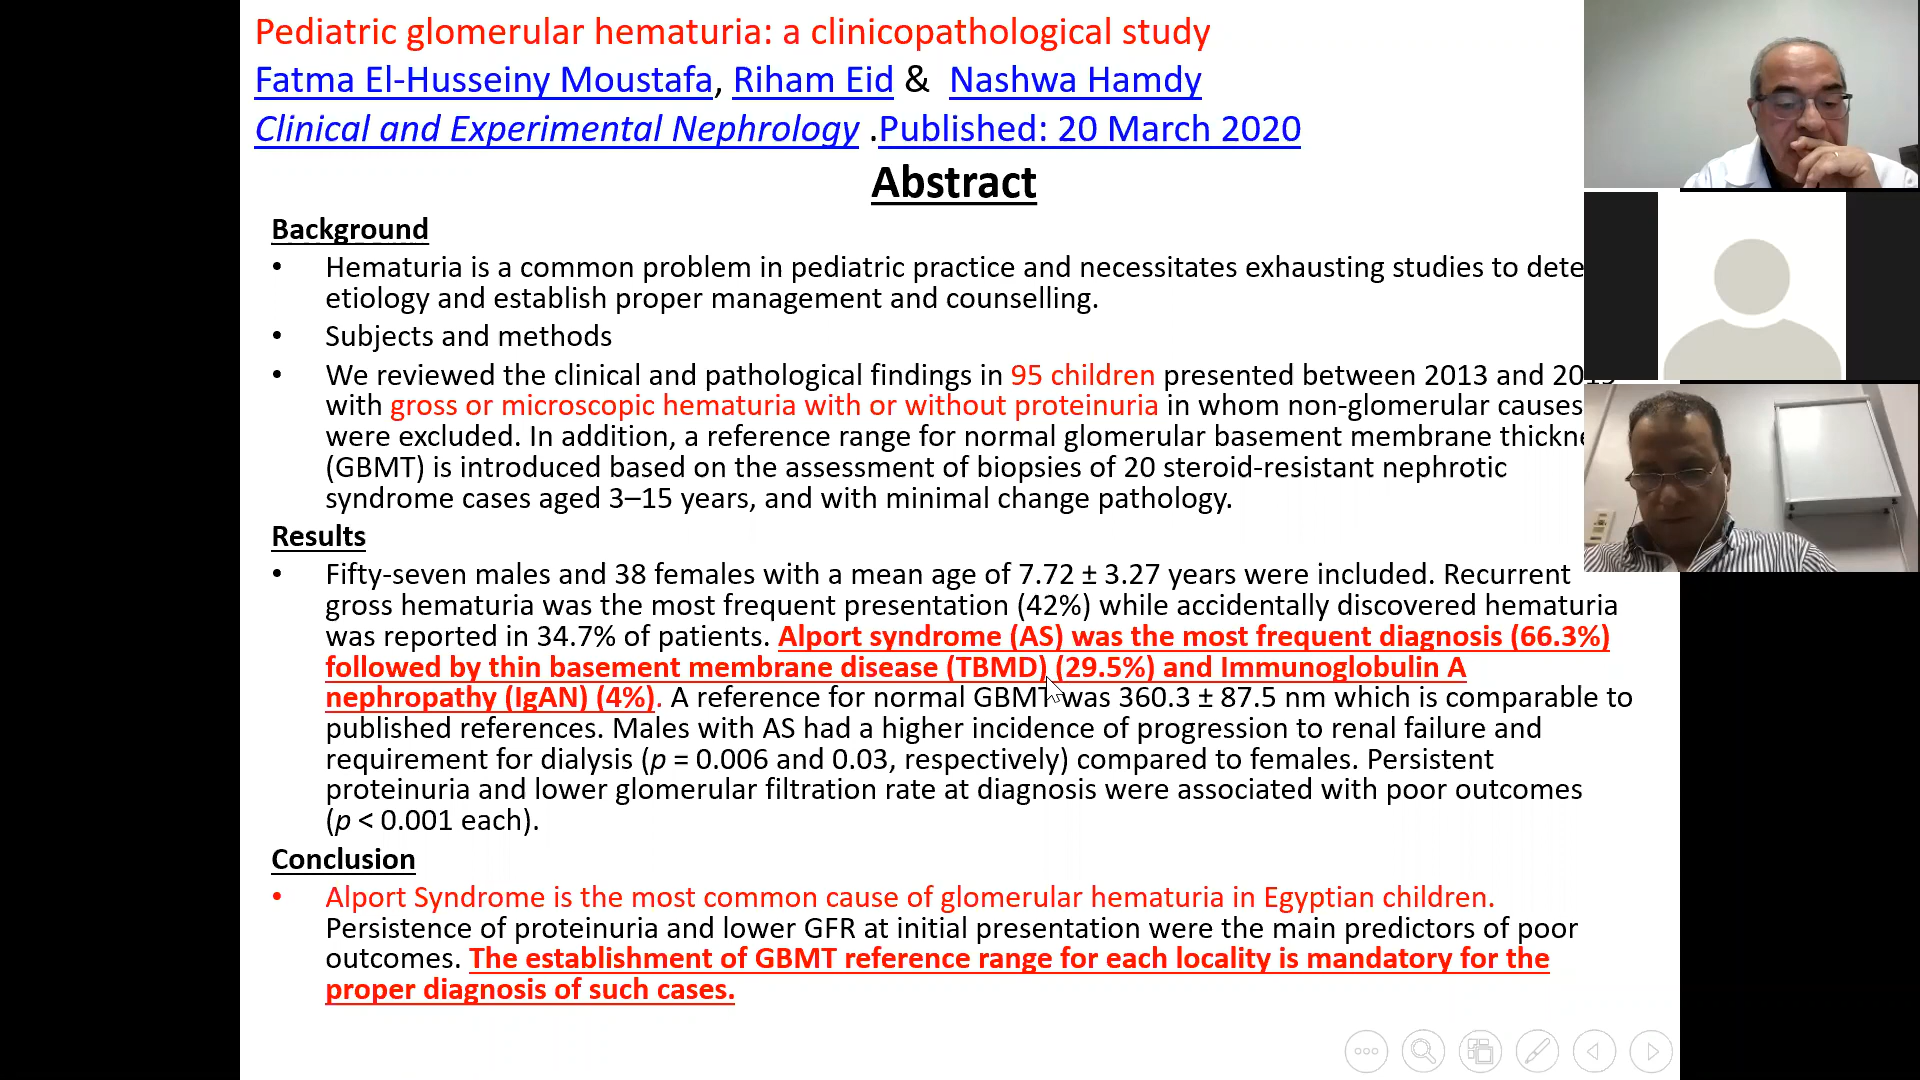 Pediatric glomerular hematuria: a clinicopathological study
Fatma El-Husseiny Moustafa, Riham Eid & Nashwa Hamdy
Clinical and Experimental Nephrology .Published: 20 March 2020
Abstract
Background
• Hematuria is a common problem in pediatric practice and necessitates exhausting studies to dete
etiology and establish proper management and counselling.
• Subjects and methods
• We reviewed the clinical and pathological findings in 95 children presented between 2013 and
with gross or microscopic hematuria with or without proteinuria in whom non-glomerular causes
were excluded. In addition, a reference range for normal glomerular basement membrane thickne
(GBMT) is introduced based on the assessment of biopsies of 20 steroid-resistant nephrotic
syndrome cases aged 3–15 years, and with minimal change pathology.
Results
• Fifty-seven males and 38 females with a mean age of 7.72 ± 3.27 years were included. Recurrent
gross hematuria was the most frequent presentation (42%) while accidentally discovered hematuria
was reported in 34.7% of patients. Alport syndrome (AS) was the most frequent diagnosis (66.3%)
followed by thin basement membrane disease (TBMD) (29.5%) and Immunoglobulin A
nephropathy (IgAN) (4%). A reference for normal GBMT was 360.3 ± 87.5 nm which is comparable to
published references. Males with AS had a higher incidence of progression to renal failure and
requirement for dialysis (p = 0.006 and 0.03, respectively) compared to females. Persistent
proteinuria and lower glomerular filtration rate at diagnosis were associated with poor outcomes
(p < 0.001 each).
Conclusion
• Alport Syndrome is the most common cause of glomerular hematuria in Egyptian children.
Persistence of proteinuria and lower GFR at initial presentation were the main predictors of poor
outcomes. The establishment of GBMT reference range for each locality is mandatory for the
proper diagnosis of such cases.